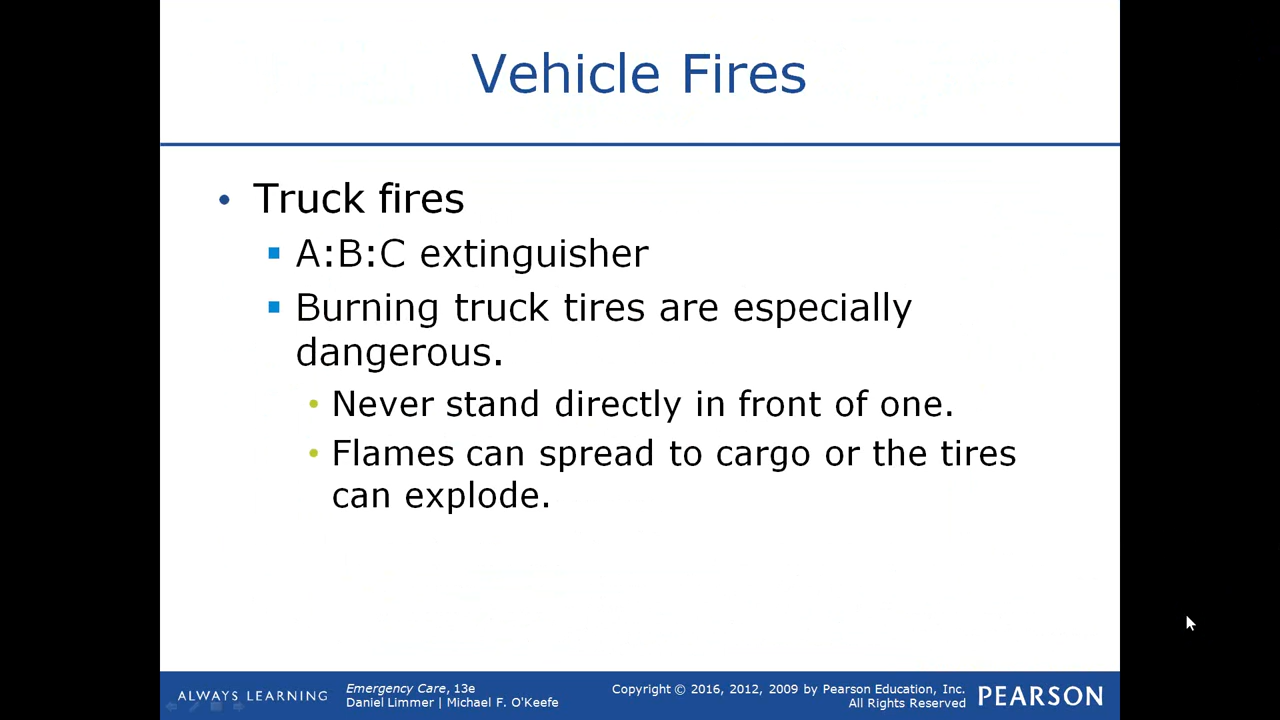 Vehicle Fires
• Truck fires
▪ A:B:C extinguisher
▪ Burning truck tires are especially
dangerous.
• Never stand directly in front of one.
• Flames can spread to cargo or the tires
can explode.
ALWAYS LEARNING
Emergency Care, 13e
Daniel Limmer | Michael F. O'Keefe
Copyright © 2016, 2012, 2009 by Pearson Education, Inc.
All Rights Reserved
PEARSON